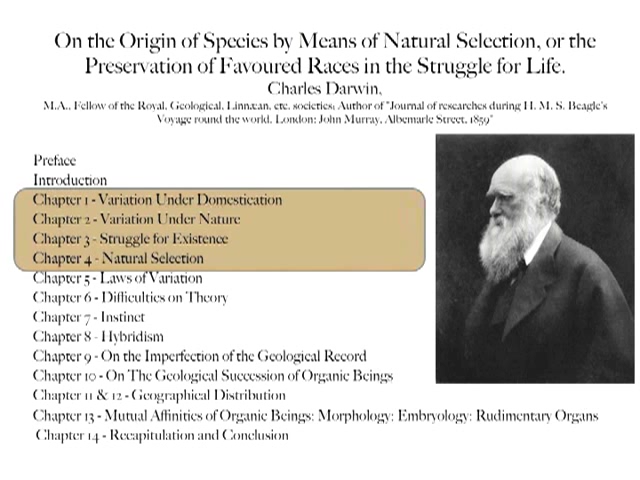 On the Origin of Species by Means of Natural Selection, or the
Preservation of Favoured Races in the Struggle for Life.
Charles Darwin,
M.A., Fellow of the Royal, Geological, Linnæan, etc. societies; Author of "Journal of researches during H. M. S. Beagle's
Voyage round the world. London: John Murray, Albemarle Street, 1859"
Preface
Introduction
Chapter 1 - Variation Under Domestication
Chapter 2 - Variation Under Nature
Chapter 3 - Struggle for Existence
Chapter 4 - Natural Selection
Chapter 5 - Laws of Variation
Chapter 6 - Difficulties on Theory
Chapter 7 - Instinct
Chapter 8 - Hybridism
Chapter 9 - On the Imperfection of the Geological Record
Chapter 10 - On The Geological Succession of Organic Beings
Chapter 11 & 12 - Geographical Distribution
Chapter 13 - Mutual Affinities of Organic Beings: Morphology: Embryology: Rudimentary Organs
Chapter 14 - Recapitulation and Conclusion